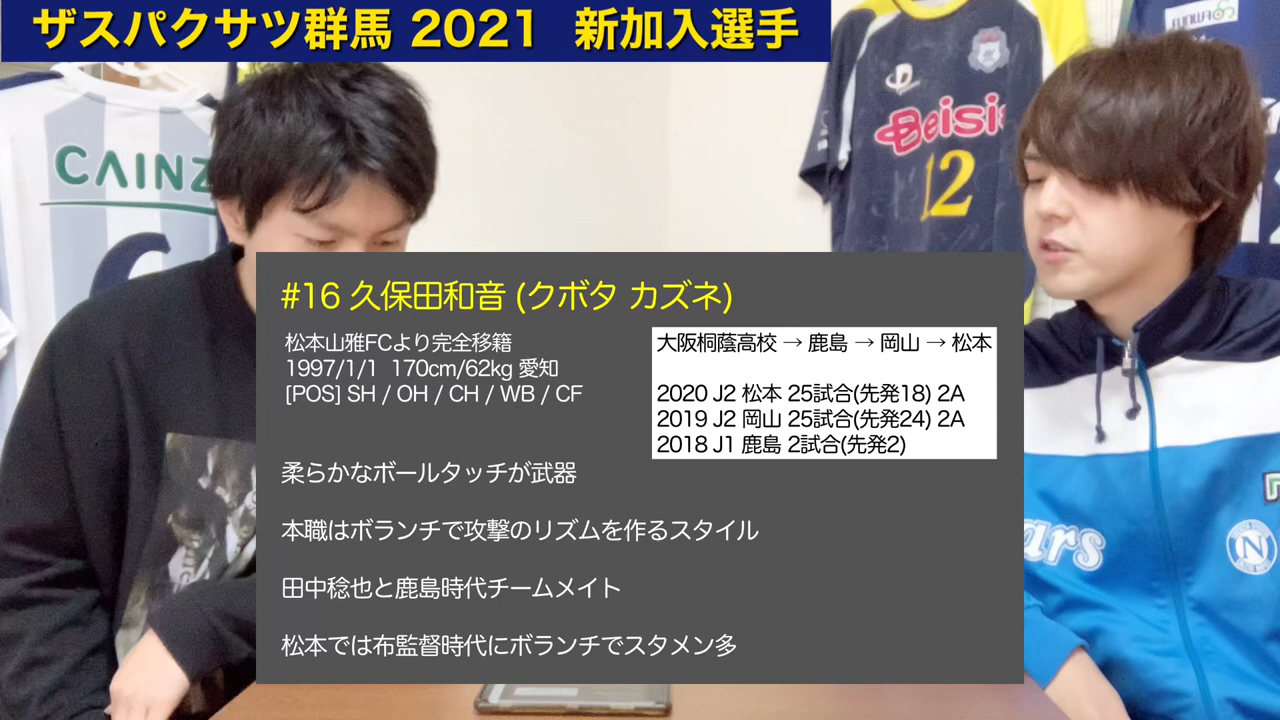 ザスパクサツ群馬 2021 新加入選手
CAINZ
Beisi
12
#16 久保田和音 (クボタ カズネ)
松本山雅FCより完全移籍
1997/1/1 170cm/62kg 愛知
[POS] SH / OH / CH / WB / CF
大阪桐蔭高校 → 鹿島 → 岡山 → 松本
2020 J2 松本 25試合(先発18) 2A
2019 J2 岡山 25試合(先発24) 2A
2018 J1 鹿島 2試合(先発2)
柔らかなボールタッチが武器
本職はボランチで攻撃のリズムを作るスタイル
田中稔也と鹿島時代チームメイト
松本では布監督時代にボランチでスタメン多
ars
N